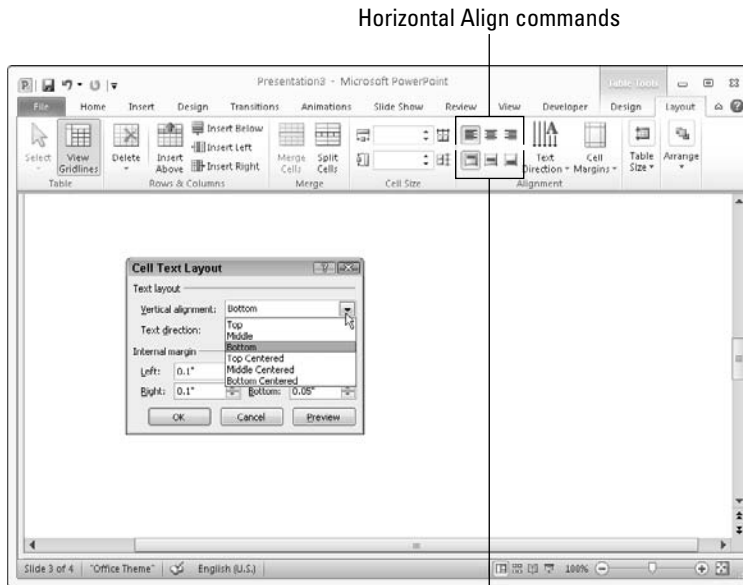 Horizontal Align commands
Presentation3 - Microsoft PowerPoint
Table Tools
File Home Insert Design Transitions Animations Slide Show Review View Developer Design Layout
Select
View Gridlines
Table
Delete
Insert Above
Insert Below
Insert Left
Insert Right
Rows & Columns
Merge Cells
Split Cells
Merge
Cell Size
Text Direction
Cell Margins
Alignment
Table Size
Arrange
Cell Text Layout
Text layout
Vertical alignment: Bottom
Text direction:
Top
Middle
Bottom
Top Centered
Middle Centered
Bottom Centered
Internal margin
Left: 0.1"
Right: 0.1" Bottom: 0.05"
OK Cancel Preview
Slide 3 of 4 "Office Theme" English (U.S.) 100%